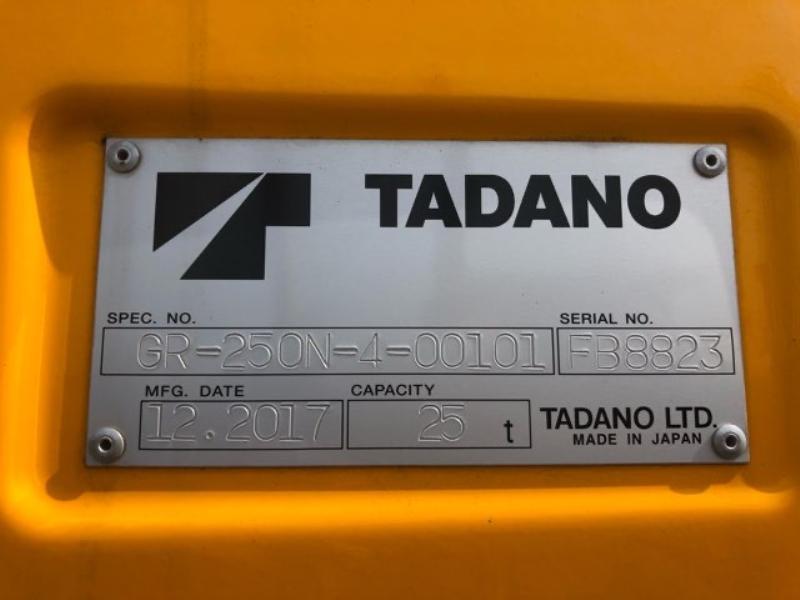 TADANO
SPEC. NO. SERIAL NO.
GR-250N-4-00101 FB8823
MFG. DATE CAPACITY
12.2017 25 t TADANO LTD.
MADE IN JAPAN